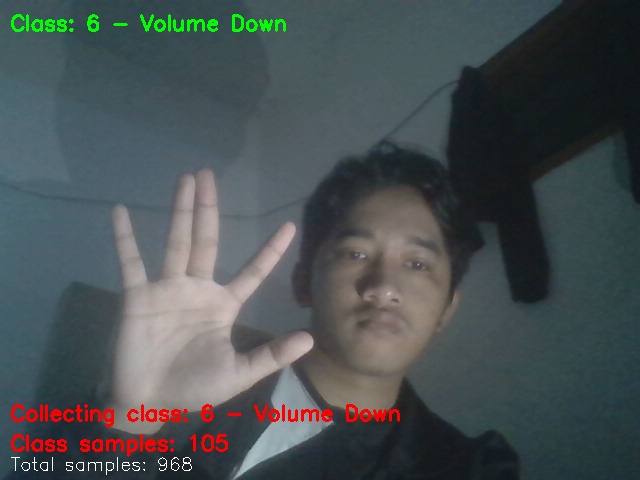 Class: 6 - Volume Down
Collecting class: 6 - Volume Down
Class samples: 105
Total samples: 968